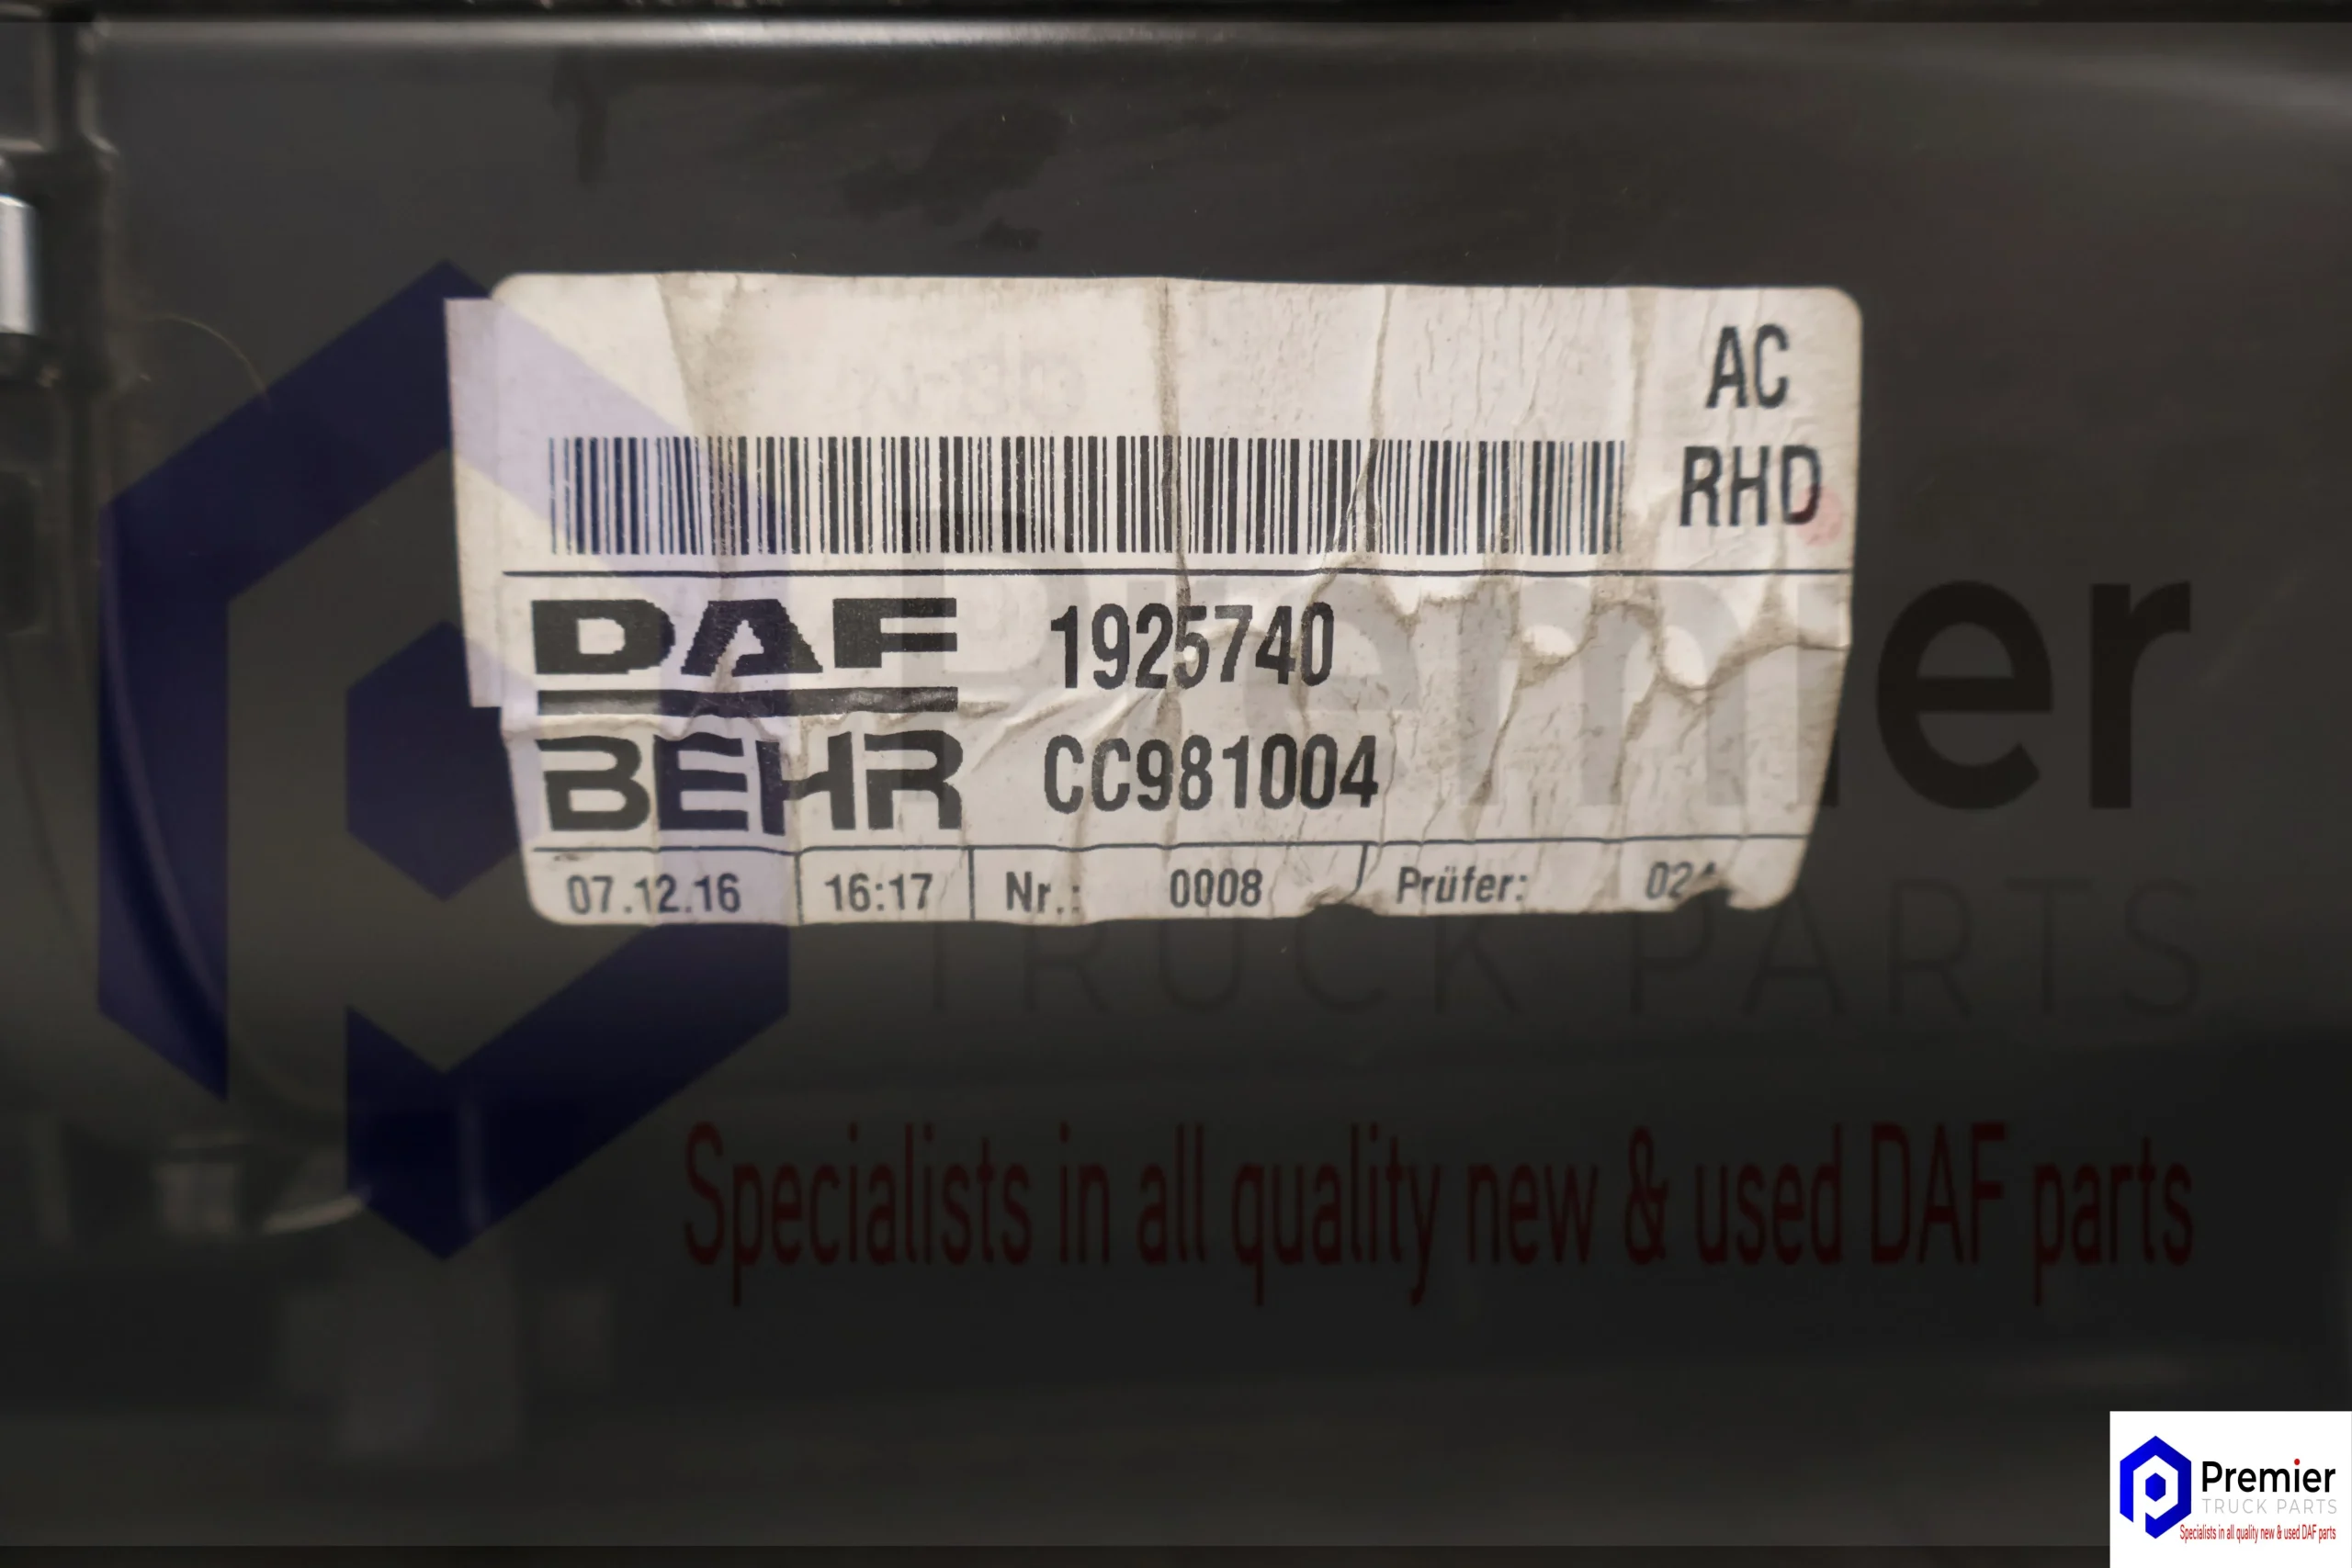 AC
RHD
DAF 1925740
BEHR CC981004
07.12.16 16:17 Nr.: 0008 Prüfer:
Premier
TRUCK PARTS
Specialists in all quality new & used DAF parts
Premier
TRUCK PARTS
Specialists in all quality new & used DAF parts